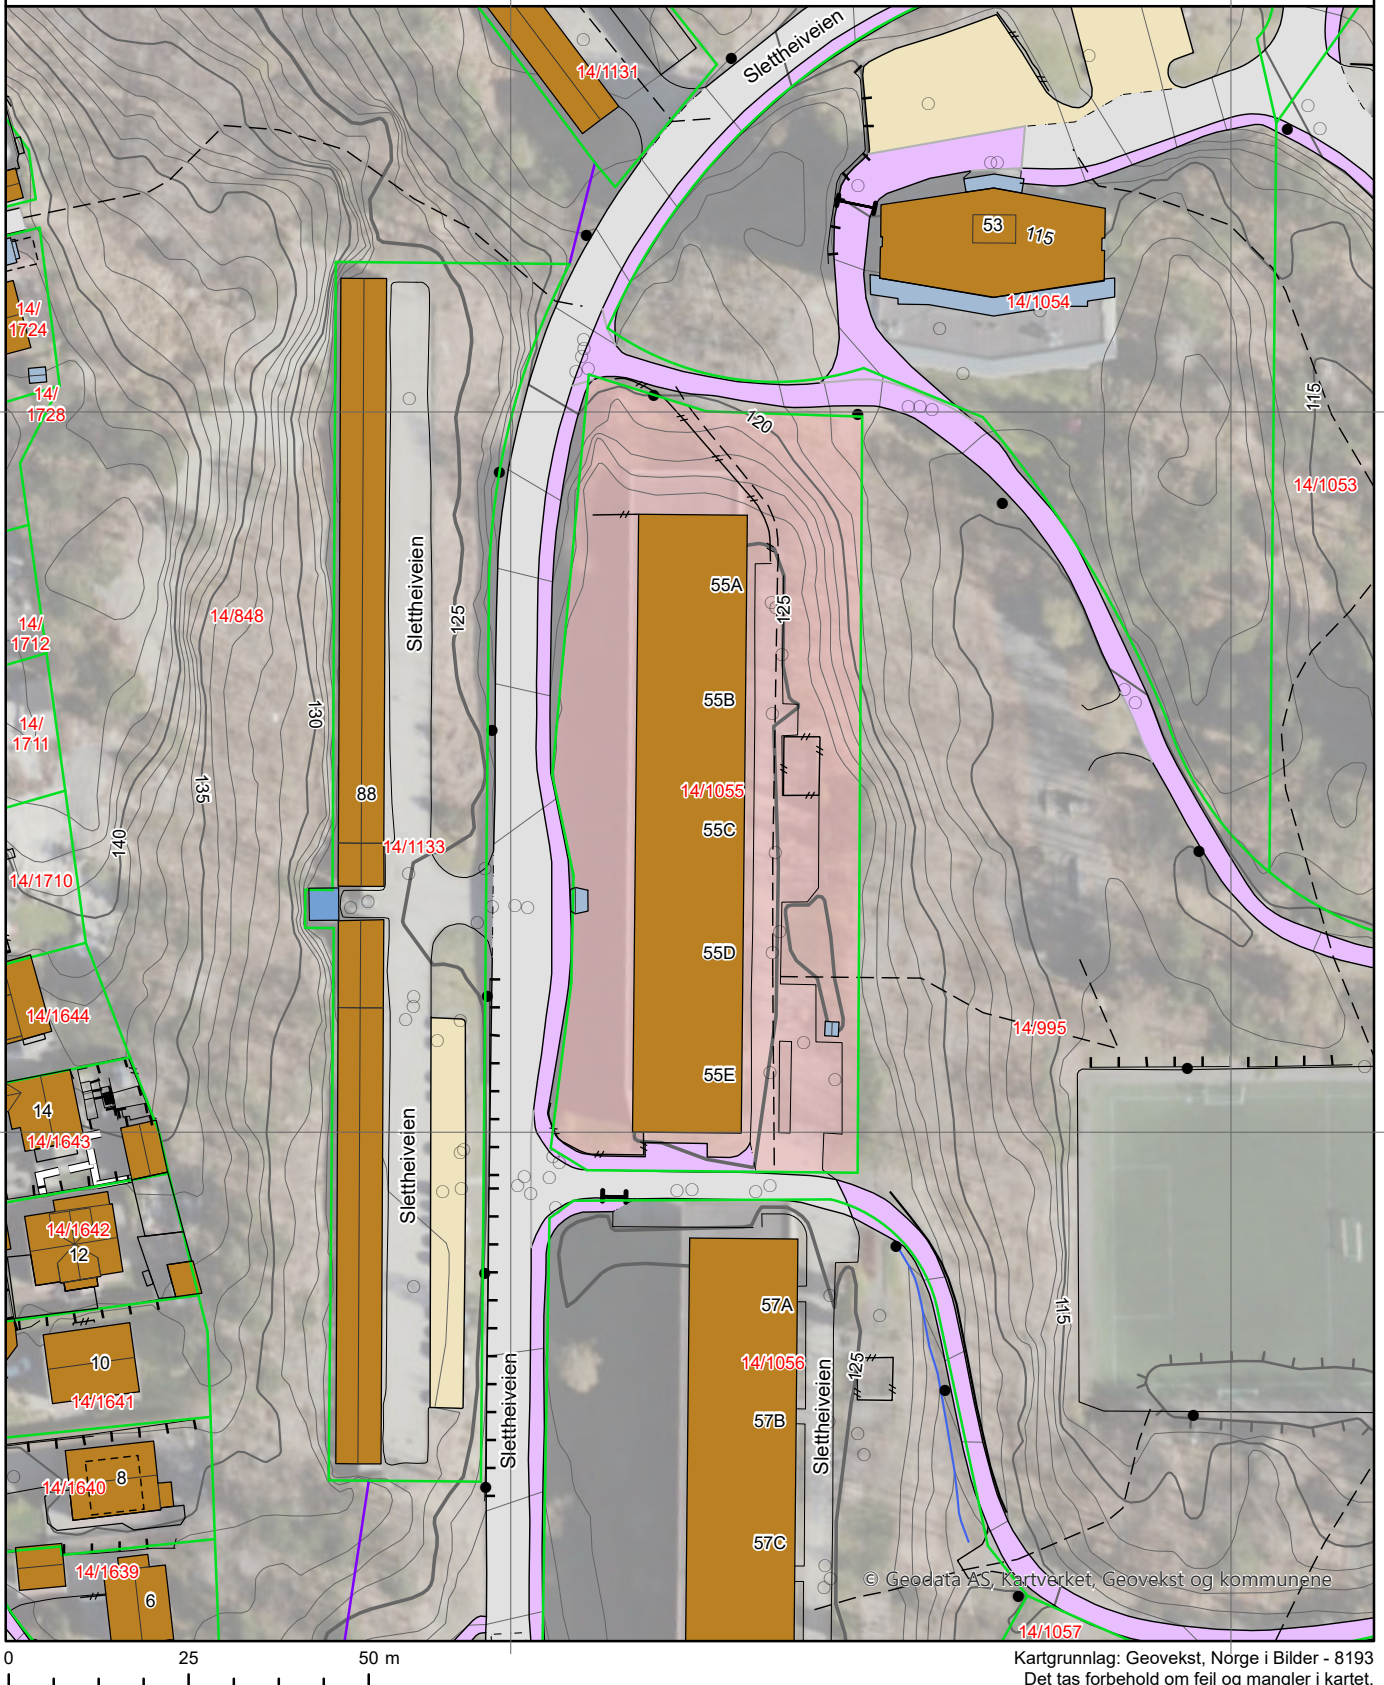 Slettheiveien
14/1131
53
115
14/1054
14/
1724
14/
1728
120
115
14/1053
Slettheiveien
125
55A
125
14/848
14/
1712
130
55B
14/
1711
135
88
14/1055
55C
14/1133
140
14/1710
55D
14/1644
14/995
55E
14
14/1643
Slettheiveien
14/1642
12
57A
115
10
14/1056
125
14/1641
Slettheiveien
Slettheiveien
57B
8
14/1640
57C
14/1639
6
© Geodata AS, Kartverket, Geovekst og kommunene
14/1057
0 25 50 m
Kartgrunnlag: Geovekst, Norge i Bilder - 8193
Det tas forbehold om feil og mangler i kartet.